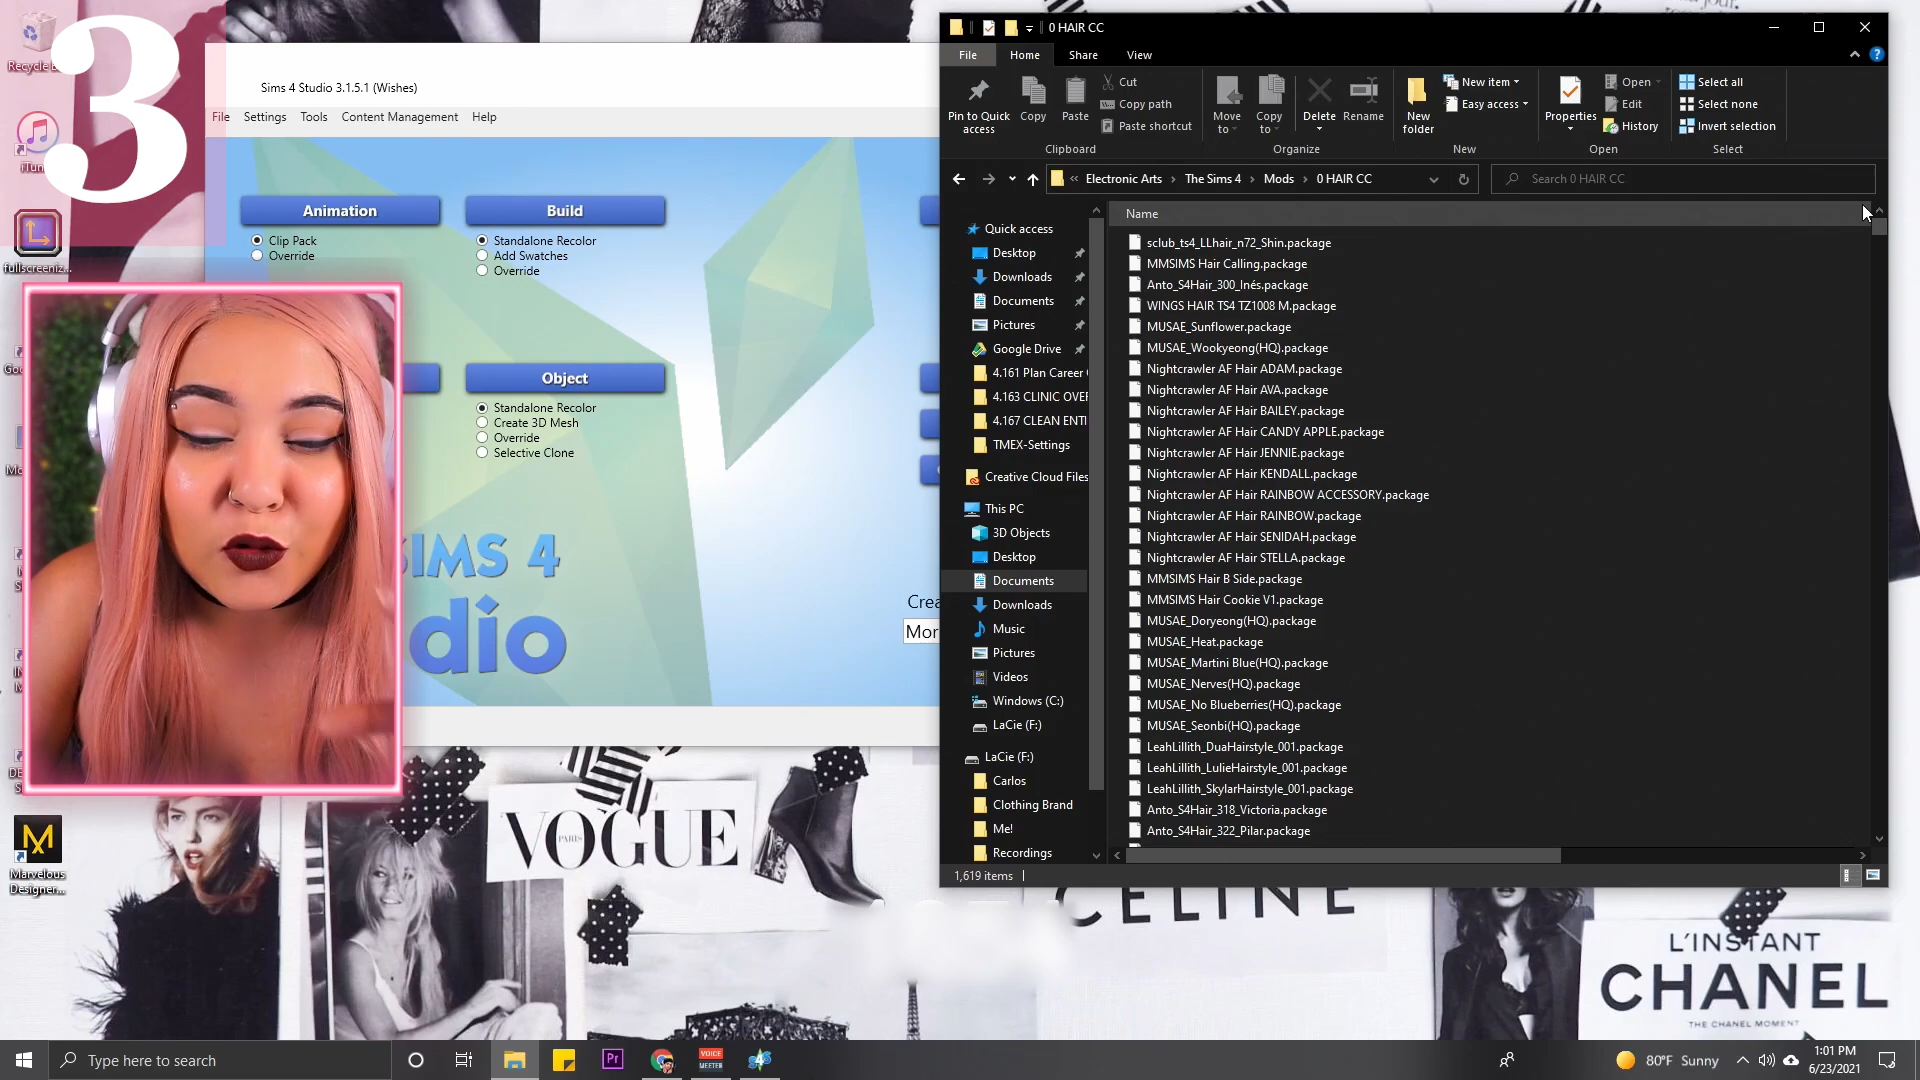 3
Recycle
iTun
fullscreeniz...
Marvelous
Designer...
Sims 4 Studio 3.1.5.1 (Wishes)
File Settings Tools Content Management Help
Animation
Clip Pack
Override
Build
Standalone Recolor
Add Swatches
Override
Object
Standalone Recolor
Create 3D Mesh
Override
Selective Clone
SIMS 4
dio
Crea
Mor
0 HAIR CC
File Home Share View
Pin to Quick access
Copy
Paste
Cut
Copy path
Paste shortcut
Clipboard
Move to
Copy to
Delete
Rename
Organize
New folder
New item
Easy access
New
Properties
Open
Edit
History
Open
Select all
Select none
Invert selection
Select
« Electronic Arts > The Sims 4 > Mods > 0 HAIR CC
Search 0 HAIR CC
Quick access
Desktop
Downloads
Documents
Pictures
Google Drive
4.161 Plan Career
4.163 CLINIC OVER
4.167 CLEAN ENTI
TMEX-Settings
Creative Cloud Files
This PC
3D Objects
Desktop
Documents
Downloads
Music
Pictures
Videos
Windows (C:)
LaCie (F:)
LaCie (F:)
Carlos
Clothing Brand
Me!
Recordings
Name
sclub_ts4_LLhair_n72_Shin.package
MMSIMS Hair Calling.package
Anto_S4Hair_300_Inés.package
WINGS HAIR TS4 TZ1008 M.package
MUSAE_Sunflower.package
MUSAE_Wookyeong(HQ).package
Nightcrawler AF Hair ADAM.package
Nightcrawler AF Hair AVA.package
Nightcrawler AF Hair BAILEY.package
Nightcrawler AF Hair CANDY APPLE.package
Nightcrawler AF Hair JENNIE.package
Nightcrawler AF Hair KENDALL.package
Nightcrawler AF Hair RAINBOW ACCESSORY.package
Nightcrawler AF Hair RAINBOW.package
Nightcrawler AF Hair SENIDAH.package
Nightcrawler AF Hair STELLA.package
MMSIMS Hair B Side.package
MMSIMS Hair Cookie V1.package
MUSAE_Doryeong(HQ).package
MUSAE_Heat.package
MUSAE_Martini Blue(HQ).package
MUSAE_Nerves(HQ).package
MUSAE_No Blueberries(HQ).package
MUSAE_Seonbi(HQ).package
LeahLillith_DuaHairstyle_001.package
LeahLillith_LulieHairstyle_001.package
LeahLillith_SkylarHairstyle_001.package
Anto_S4Hair_318_Victoria.package
Anto_S4Hair_322_Pilar.package
1,619 items
VOGUE
PARIS
CELINE
L'INSTANT
CHANEL
THE CHANEL MOMENT
Type here to search
Pr
VOICE
MEETER
80°F Sunny
1:01 PM
6/23/2021